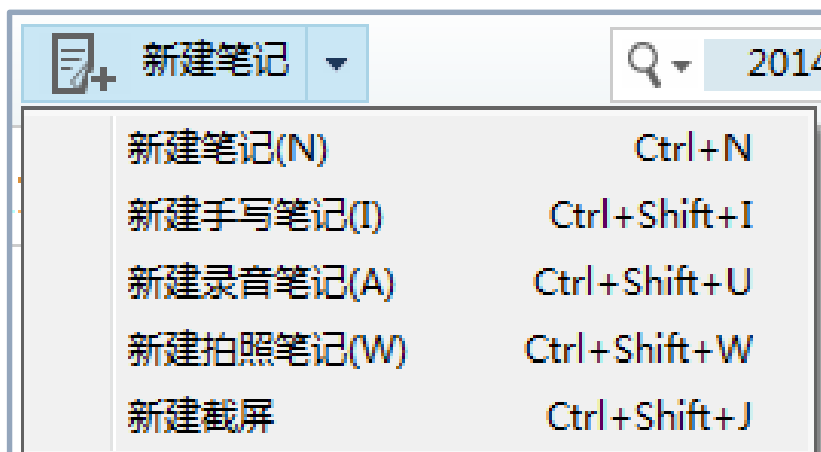 新建笔记
2014
新建笔记(N) Ctrl+N
新建手写笔记(I) Ctrl+Shift+I
新建录音笔记(A) Ctrl+Shift+U
新建拍照笔记(W) Ctrl+Shift+W
新建截屏 Ctrl+Shift+J